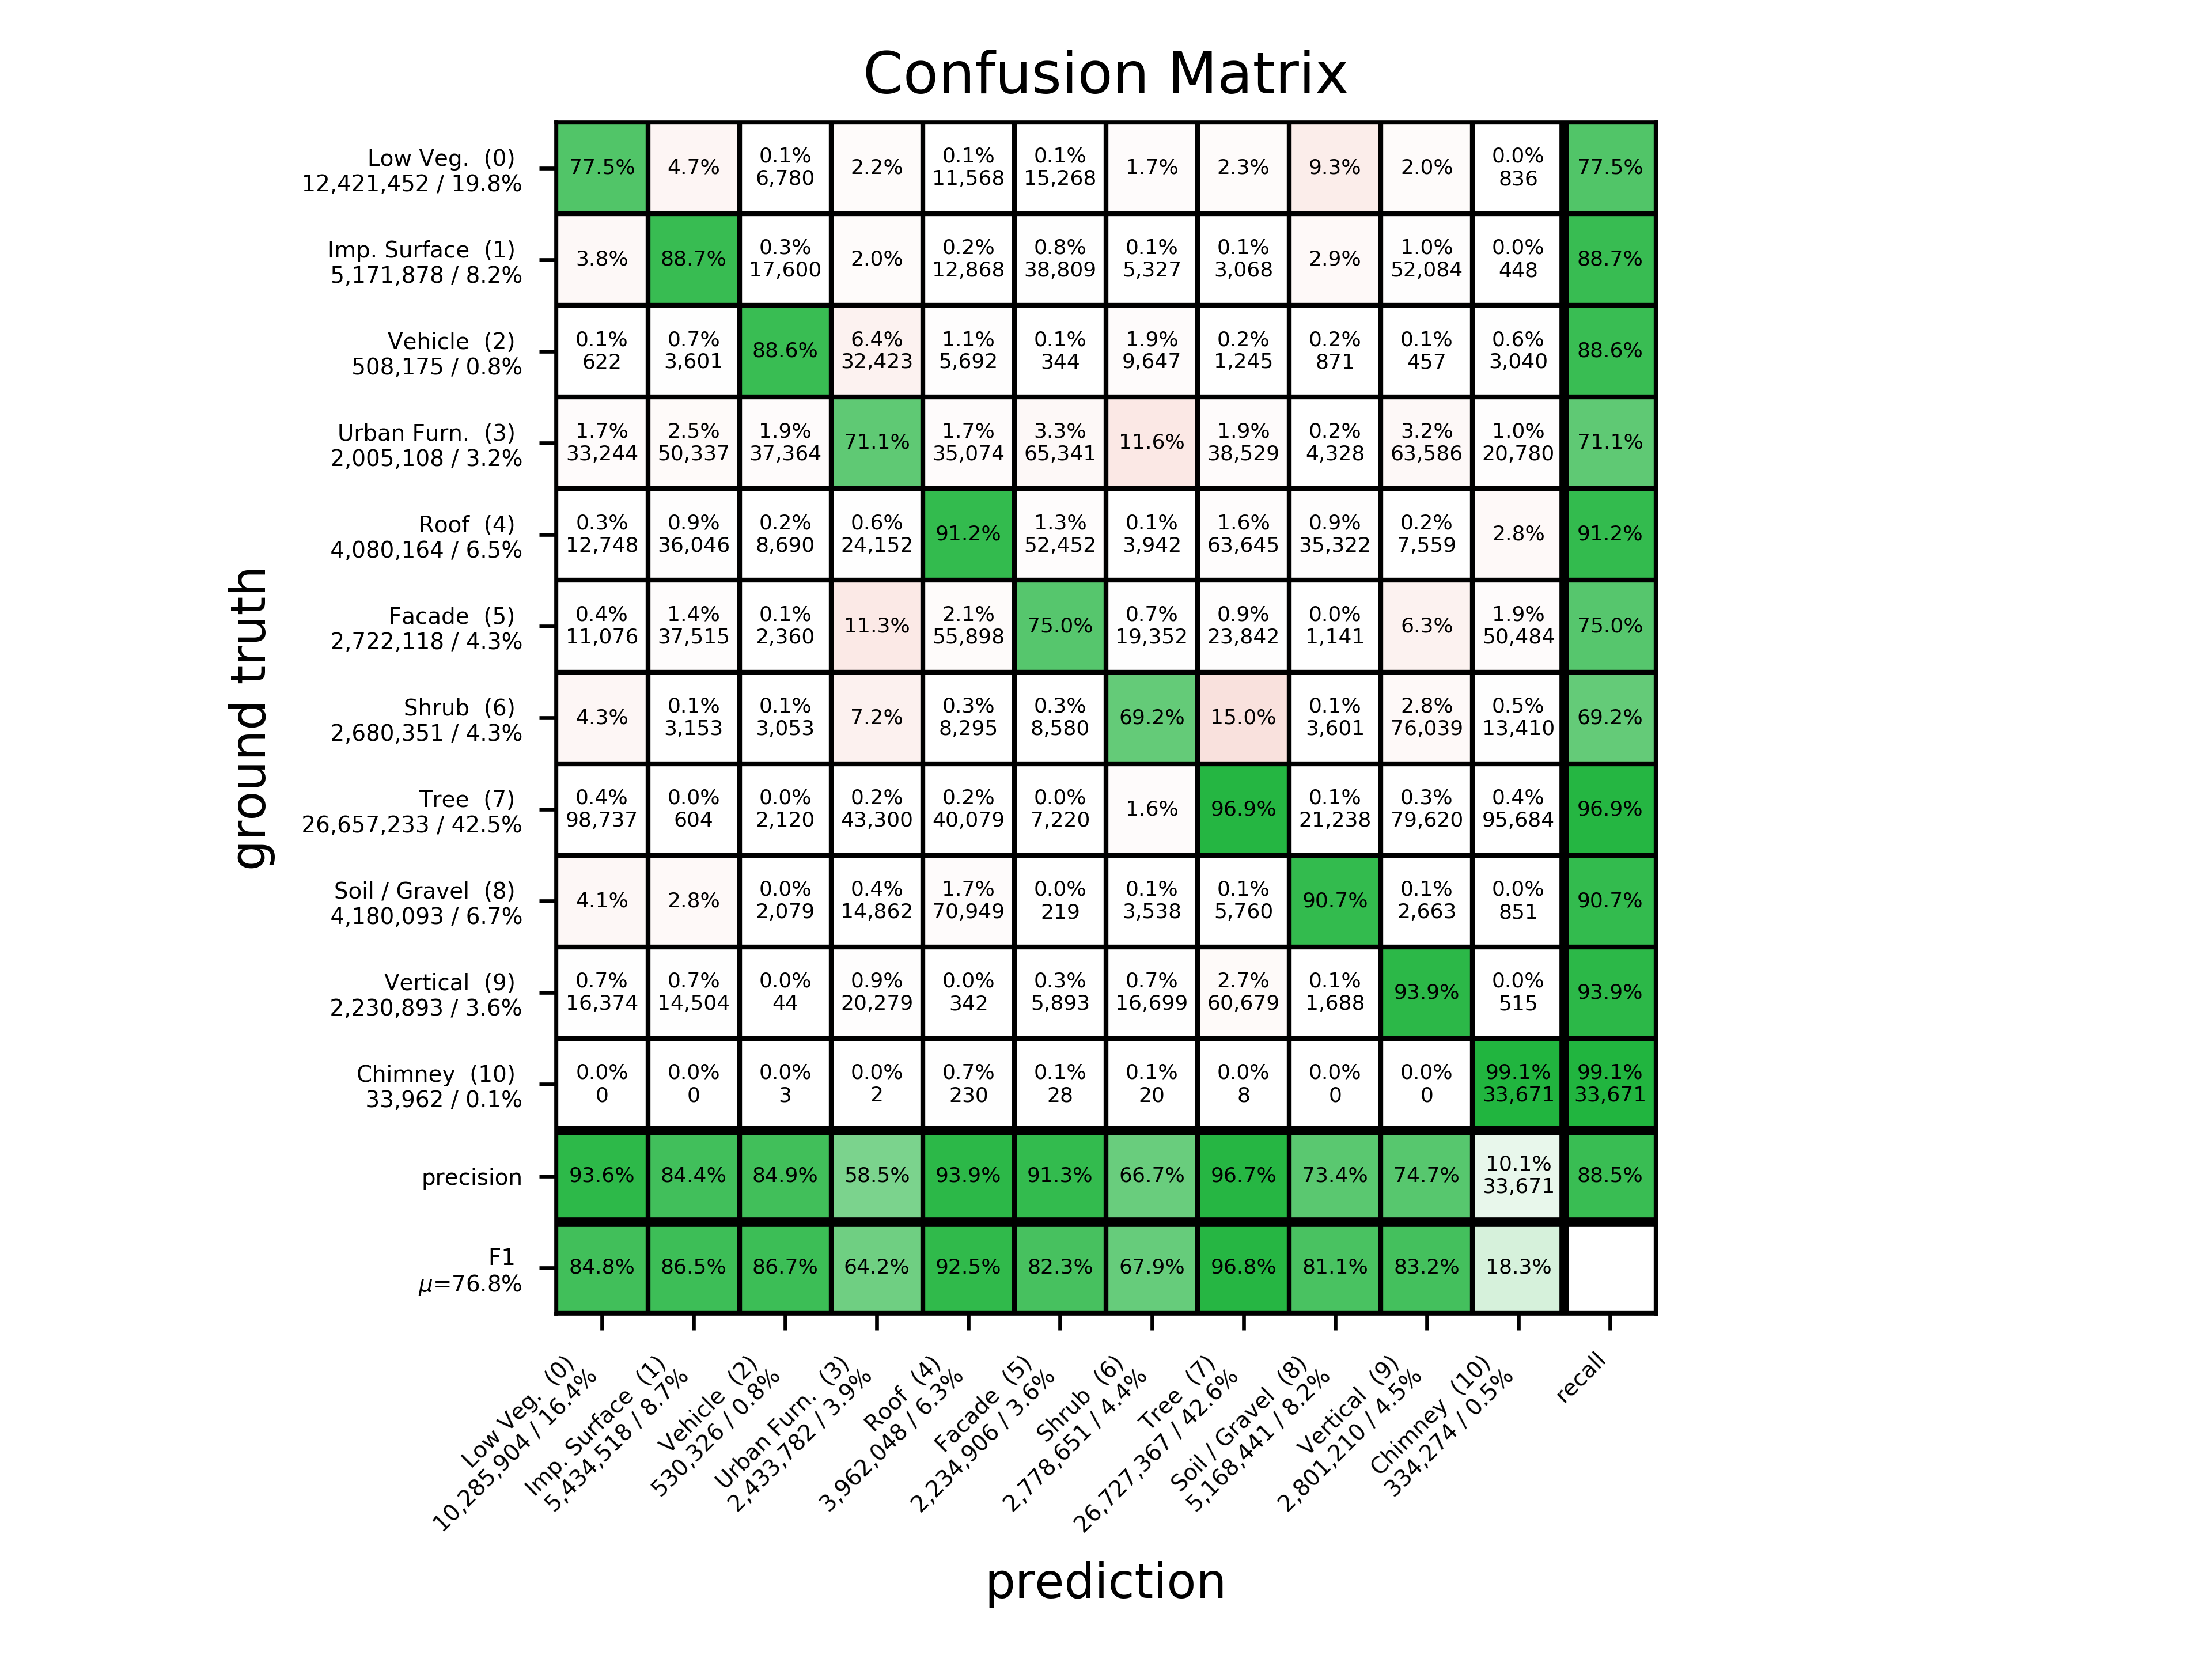 Confusion Matrix
Low Veg. (0)
12,421,452 / 19.8%
77.5% 4.7% 0.1% 2.2% 0.1% 0.1% 1.7% 2.3% 9.3% 2.0% 0.0% 77.5%
6,780 11,568 15,268 836
Imp. Surface (1)
5,171,878 / 8.2%
3.8% 88.7% 0.3% 2.0% 0.2% 0.8% 0.1% 0.1% 2.9% 1.0% 0.0% 88.7%
17,600 12,868 38,809 5,327 3,068 52,084 448
Vehicle (2)
508,175 / 0.8%
0.1% 0.7% 88.6% 6.4% 1.1% 0.1% 1.9% 0.2% 0.2% 0.1% 0.6% 88.6%
622 3,601 32,423 5,692 344 9,647 1,245 871 457 3,040
Urban Furn. (3)
2,005,108 / 3.2%
1.7% 2.5% 1.9% 71.1% 1.7% 3.3% 11.6% 1.9% 0.2% 3.2% 1.0% 71.1%
33,244 50,337 37,364 35,074 65,341 38,529 4,328 63,586 20,780
Roof (4)
4,080,164 / 6.5%
0.3% 0.9% 0.2% 0.6% 91.2% 1.3% 0.1% 1.6% 0.9% 0.2% 2.8% 91.2%
12,748 36,046 8,690 24,152 52,452 3,942 63,645 35,322 7,559
Facade (5)
2,722,118 / 4.3%
0.4% 1.4% 0.1% 11.3% 2.1% 75.0% 0.7% 0.9% 0.0% 6.3% 1.9% 75.0%
11,076 37,515 2,360 55,898 19,352 23,842 1,141 50,484
Shrub (6)
2,680,351 / 4.3%
4.3% 0.1% 0.1% 7.2% 0.3% 0.3% 69.2% 15.0% 0.1% 2.8% 0.5% 69.2%
3,153 3,053 8,295 8,580 3,601 76,039 13,410
Tree (7)
26,657,233 / 42.5%
0.4% 0.0% 0.0% 0.2% 0.2% 0.0% 1.6% 96.9% 0.1% 0.3% 0.4% 96.9%
98,737 604 2,120 43,300 40,079 7,220 21,238 79,620 95,684
Soil / Gravel (8)
4,180,093 / 6.7%
4.1% 2.8% 0.0% 0.4% 1.7% 0.0% 0.1% 0.1% 90.7% 0.1% 0.0% 90.7%
2,079 14,862 70,949 219 3,538 5,760 2,663 851
Vertical (9)
2,230,893 / 3.6%
0.7% 0.7% 0.0% 0.9% 0.0% 0.3% 0.7% 2.7% 0.1% 93.9% 0.0% 93.9%
16,374 14,504 44 20,279 342 5,893 16,699 60,679 1,688 515
Chimney (10)
33,962 / 0.1%
0.0% 0.0% 0.0% 0.0% 0.7% 0.1% 0.1% 0.0% 0.0% 0.0% 99.1% 99.1%
0 0 3 2 230 28 20 8 0 0 33,671 33,671
precision
93.6% 84.4% 84.9% 58.5% 93.9% 91.3% 66.7% 96.7% 73.4% 74.7% 10.1% 88.5%
33,671
F1
μ=76.8%
84.8% 86.5% 86.7% 64.2% 92.5% 82.3% 67.9% 96.8% 81.1% 83.2% 18.3%
ground truth
Low Veg. (0)
10,285,904 / 16.4%
Imp. Surface (1)
5,434,518 / 8.7%
Vehicle (2)
530,326 / 0.8%
Urban Furn. (3)
2,433,782 / 3.9%
Roof (4)
3,962,048 / 6.3%
Facade (5)
2,234,906 / 3.6%
Shrub (6)
2,778,651 / 4.4%
Tree (7)
26,727,367 / 42.6%
Soil / Gravel (8)
5,168,441 / 8.2%
Vertical (9)
2,801,210 / 4.5%
Chimney (10)
334,274 / 0.5%
recall
prediction